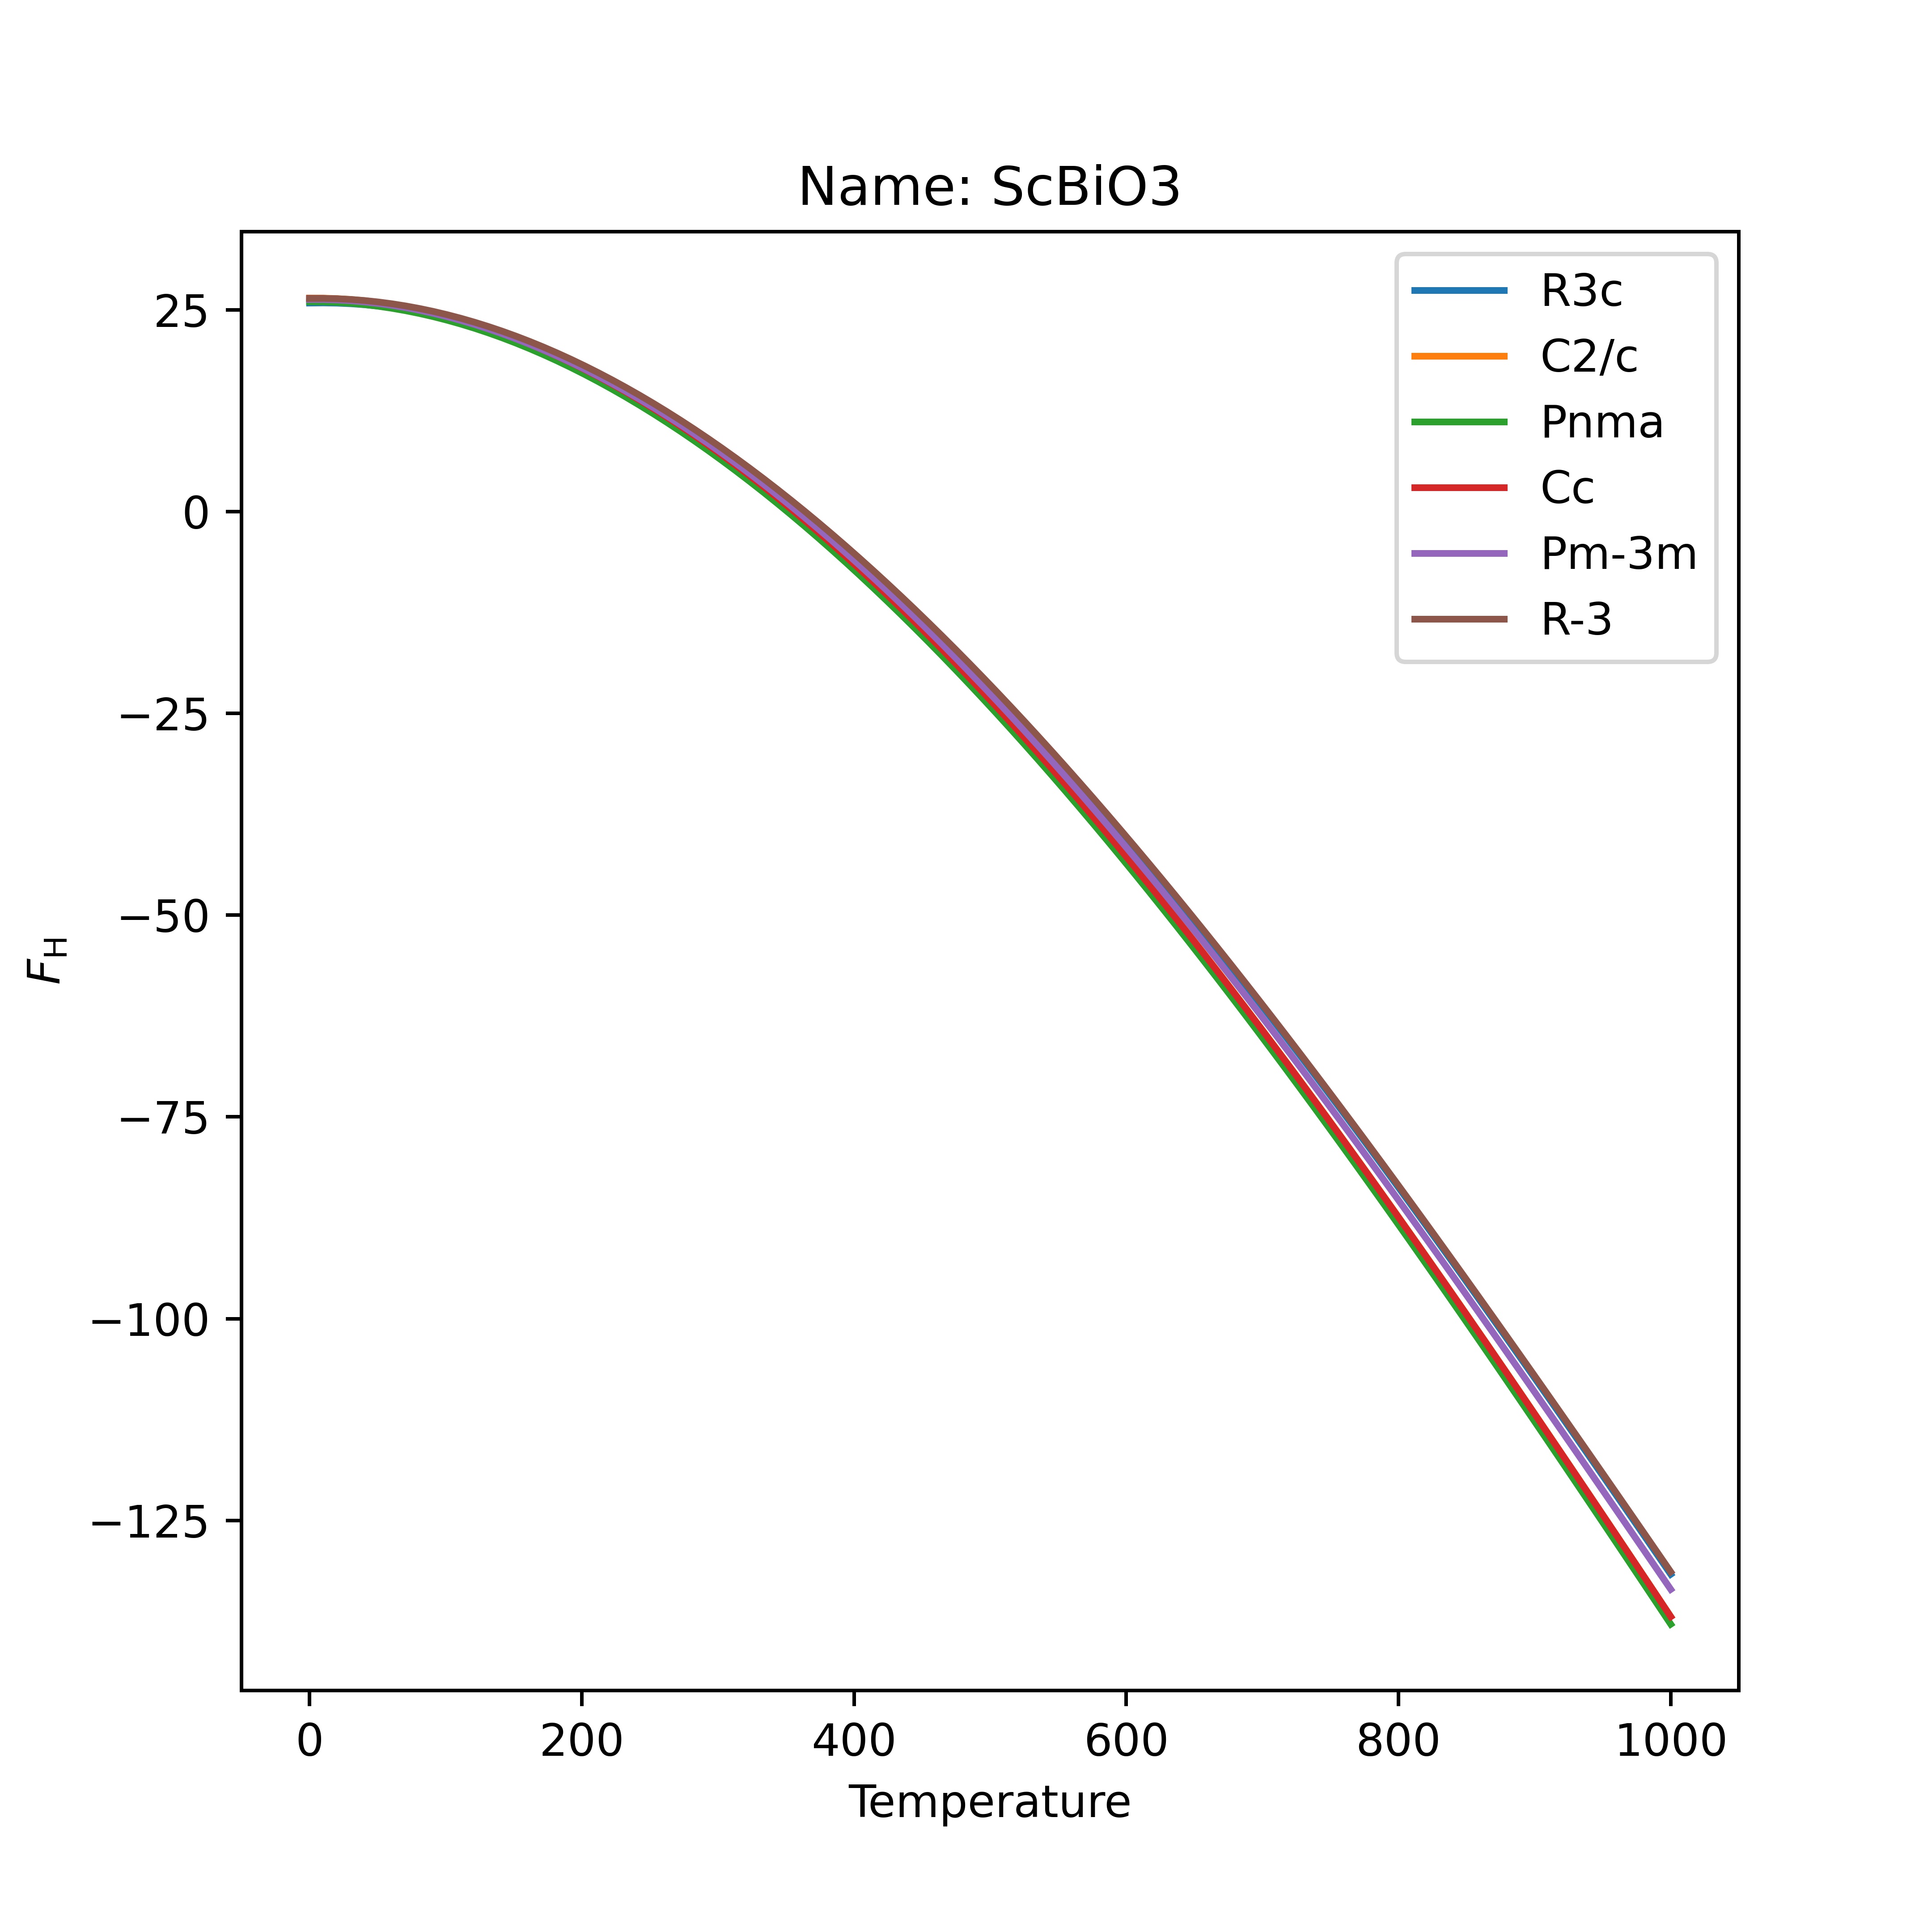 Name: ScBiO3
R3c
C2/c
Pnma
Cc
Pm-3m
R-3
25
0
−25
−50
−75
−100
−125
F_H
0 200 400 600 800 1000
Temperature